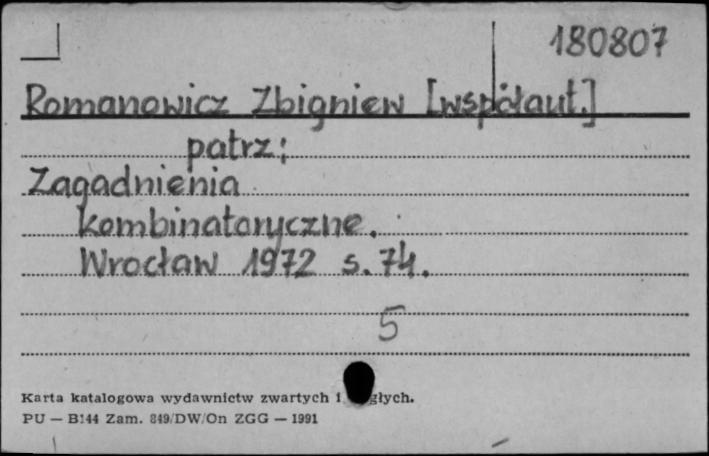 180807
Romanowicz Zbigniew [współaut.]
patrz:
Zagadnienia
kombinatoryczne.
Wrocław 1972 s. 74.
5
Karta katalogowa wydawnictw zwartych i głych.
PU — B144 Zam. 849/DW/On ZGG — 1991